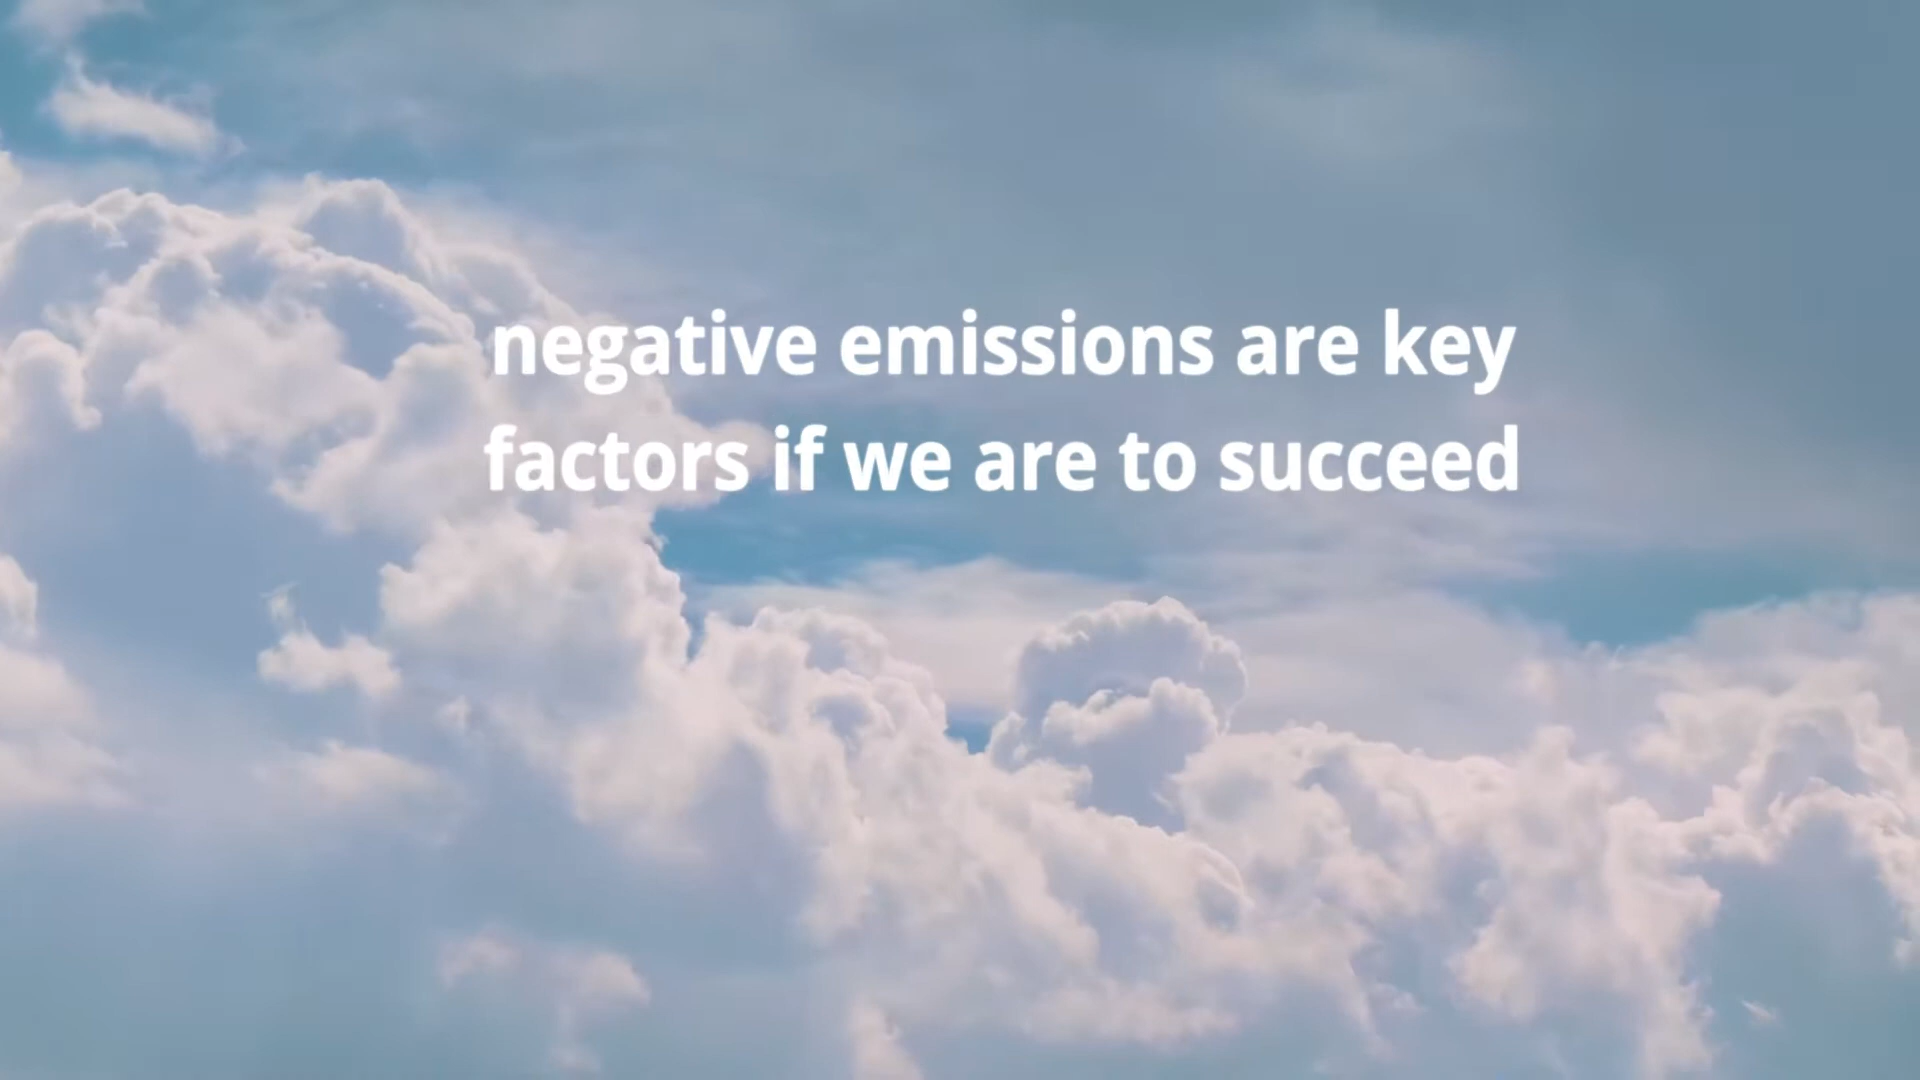 negative emissions are key
factors if we are to succeed